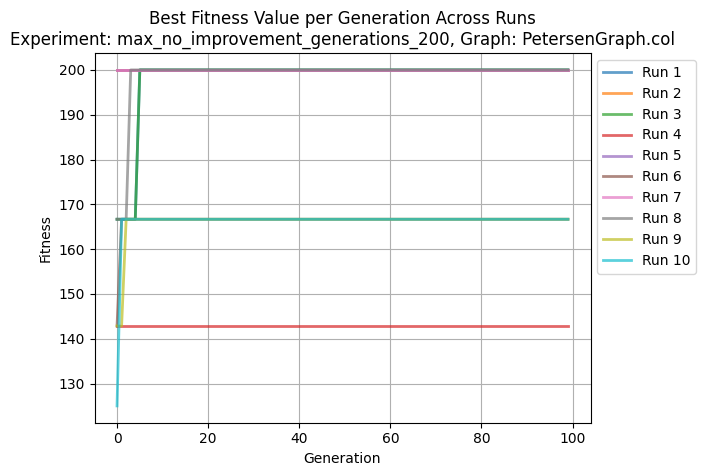 Best Fitness Value per Generation Across Runs
Experiment: max_no_improvement_generations_200, Graph: PetersenGraph.col
200
190
180
170
160
150
140
130
Fitness
0
20
40
60
80
100
Generation
Run 1
Run 2
Run 3
Run 4
Run 5
Run 6
Run 7
Run 8
Run 9
Run 10